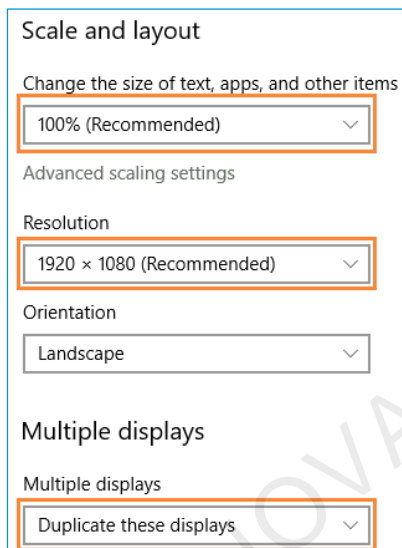 Scale and layout
Change the size of text, apps, and other items
100% (Recommended)
Advanced scaling settings
Resolution
1920 × 1080 (Recommended)
Orientation
Landscape
Multiple displays
Multiple displays
Duplicate these displays